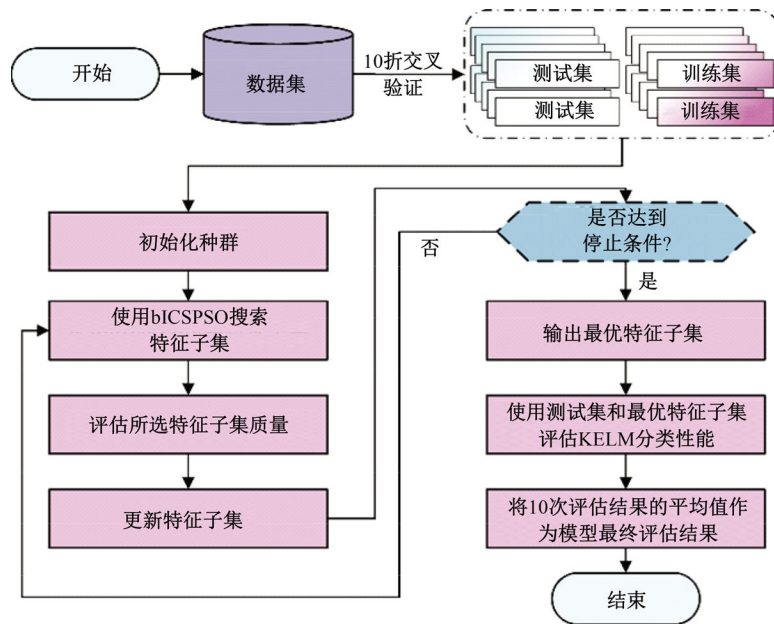 开始
数据集
10折交叉
验证
测试集
测试集
训练集
训练集
初始化种群
使用bICSPSO搜索
特征子集
评估所选特征子集质量
更新特征子集
是否达到
停止条件?
否
是
输出最优特征子集
使用测试集和最优特征子集
评估KELM分类性能
将10次评估结果的平均值作
为模型最终评估结果
结束